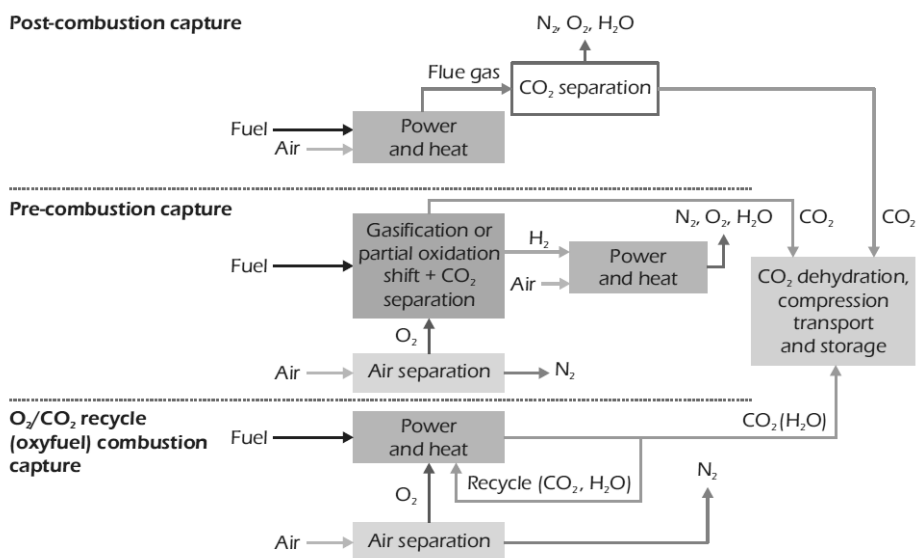 Post-combustion capture
N₂, O₂, H₂O
Flue gas
CO₂ separation
Fuel
Air
Power
and heat
CO₂
Pre-combustion capture
Fuel
Gasification or
partial oxidation
shift + CO₂
separation
H₂
Air
Power
and heat
N₂, O₂, H₂O
CO₂
CO₂ dehydration,
compression
transport
and storage
O₂
Air
Air separation
N₂
O₂/CO₂ recycle
(oxyfuel) combustion
capture
Fuel
Power
and heat
CO₂(H₂O)
Recycle (CO₂, H₂O)
O₂
N₂
Air
Air separation